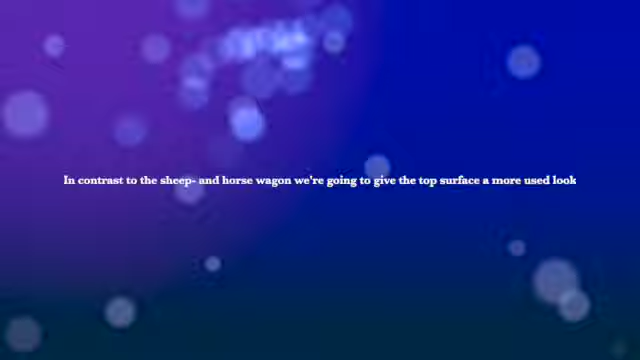 In contrast to the sheep- and horse wagon we're going to give the top surface a more used look